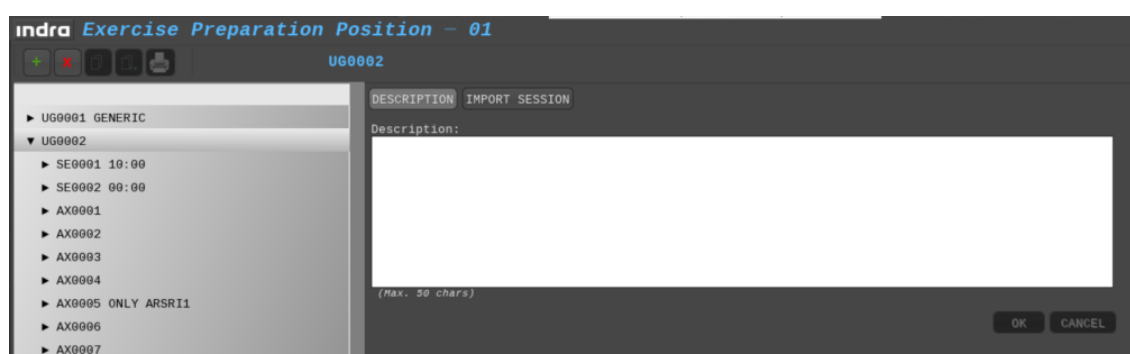 indra Exercise Preparation Position - 01
UG0002
DESCRIPTION IMPORT SESSION
Description:
(Max. 50 chars)
OK CANCEL
▶ UG0001 GENERIC
▼ UG0002
▶ SE0001 10:00
▶ SE0002 00:00
▶ AX0001
▶ AX0002
▶ AX0003
▶ AX0004
▶ AX0005 ONLY ARSRI1
▶ AX0006
▶ AX0007